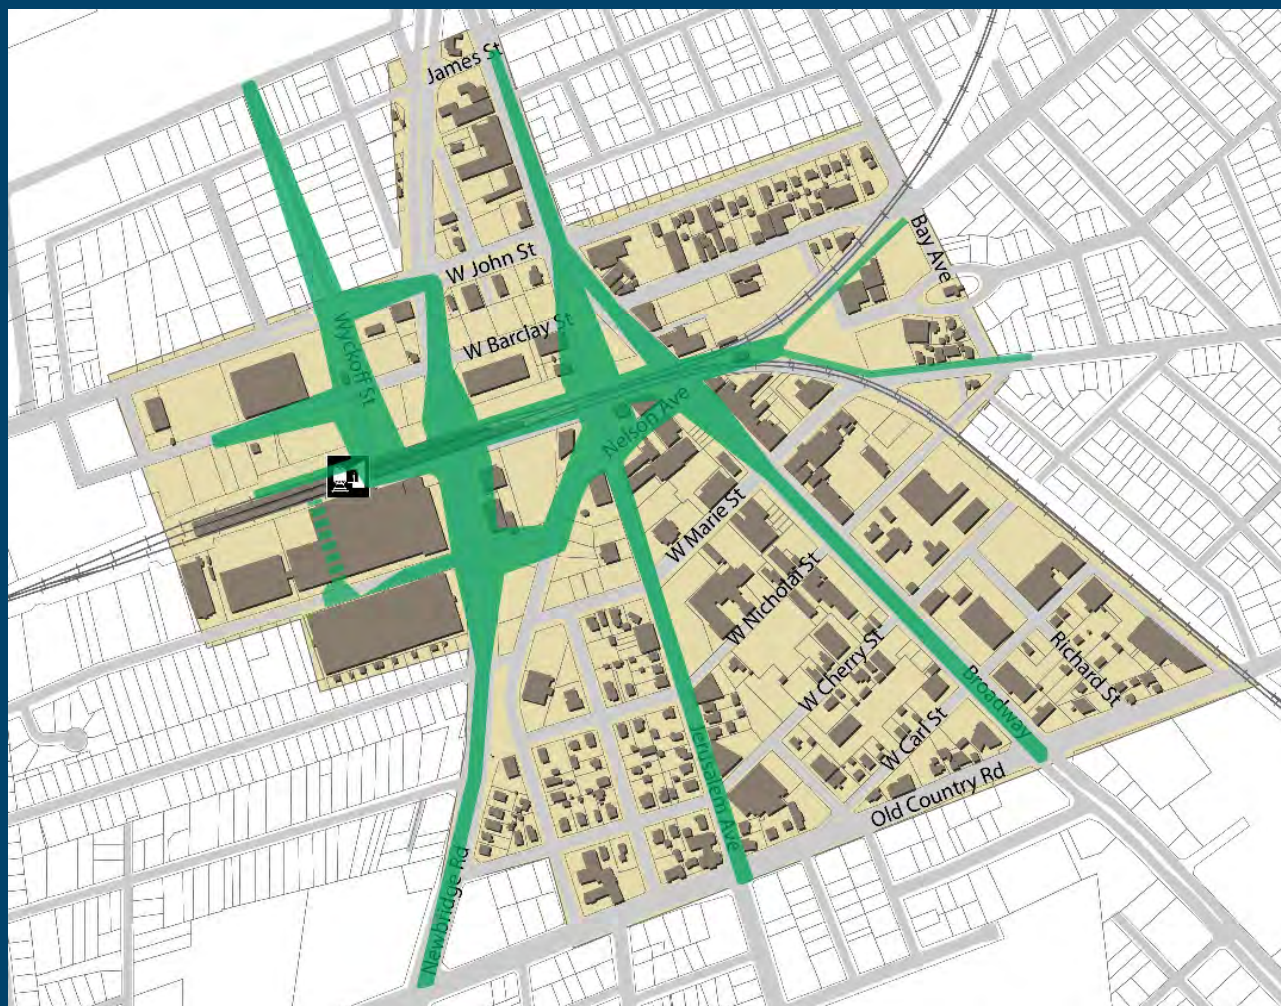 James St
W John St
Bay Ave
W Barclay St
Wyckoff St
Nelson Ave
W Marie St
W Nicholai St
W Cherry St
Richard St
W Carl St
Broadway
Jerusalem Ave
Old Country Rd
Newbridge Rd